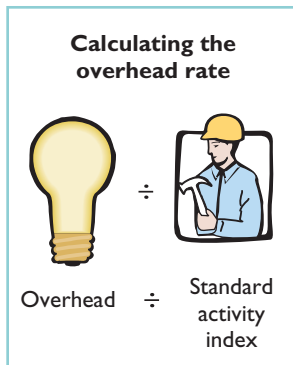 Calculating the
overhead rate
÷
Overhead ÷ Standard
activity
index